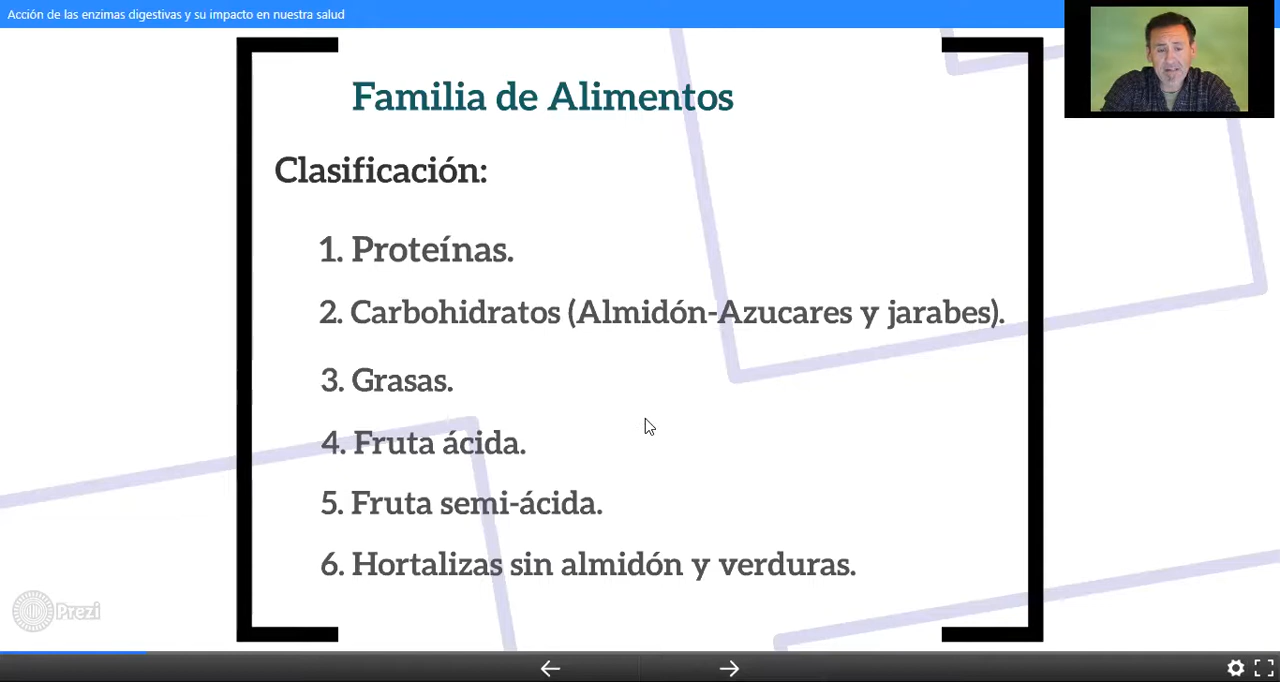 Acción de las enzimas digestivas y su impacto en nuestra salud
Familia de Alimentos
Clasificación:
1. Proteínas.
2. Carbohidratos (Almidón-Azucares y jarabes).
3. Grasas.
4. Fruta ácida.
5. Fruta semi-ácida.
6. Hortalizas sin almidón y verduras.
Prezi